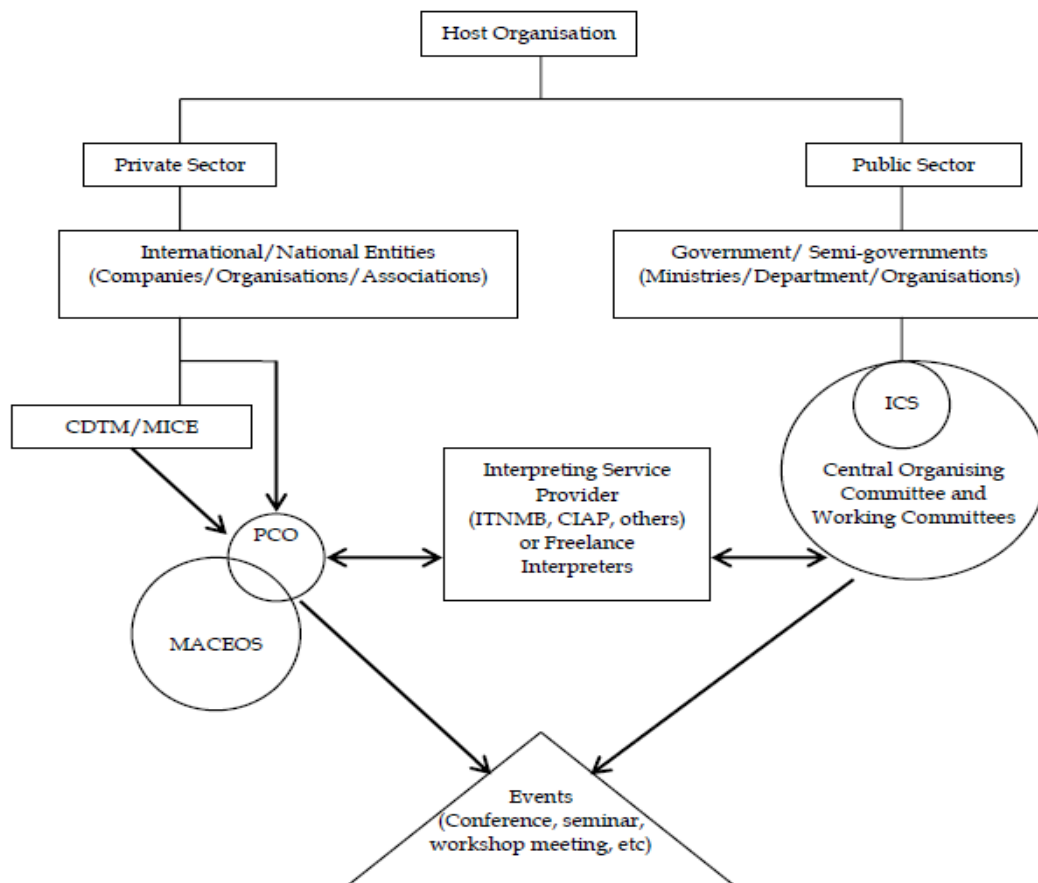 Host Organisation
Private Sector
Public Sector
International/National Entities
(Companies/Organisations/Associations)
Government/ Semi-governments
(Ministries/Department/Organisations)
CDTM/MICE
ICS
Central Organising
Committee and
Working Committees
Interpreting Service
Provider
(ITNMB, CIAP, others)
or Freelance
Interpreters
PCO
MACEOS
Events
(Conference, seminar,
workshop meeting, etc)